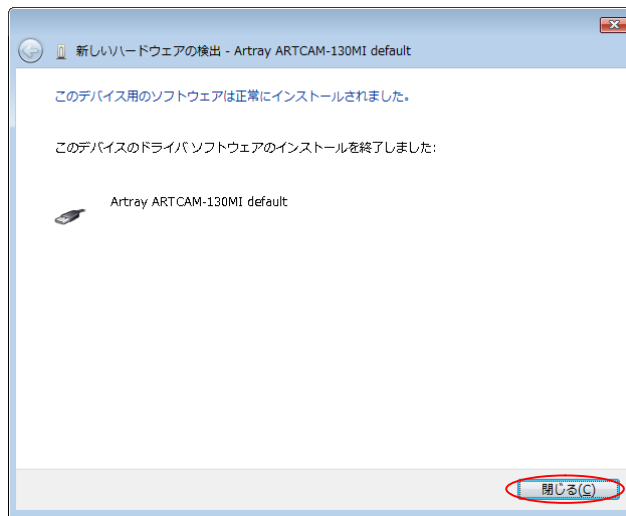 新しいハードウェアの検出 - Artray ARTCAM-130MI default
このデバイス用のソフトウェアは正常にインストールされました。
このデバイスのドライバ ソフトウェアのインストールを終了しました:
Artray ARTCAM-130MI default
閉じる(C)